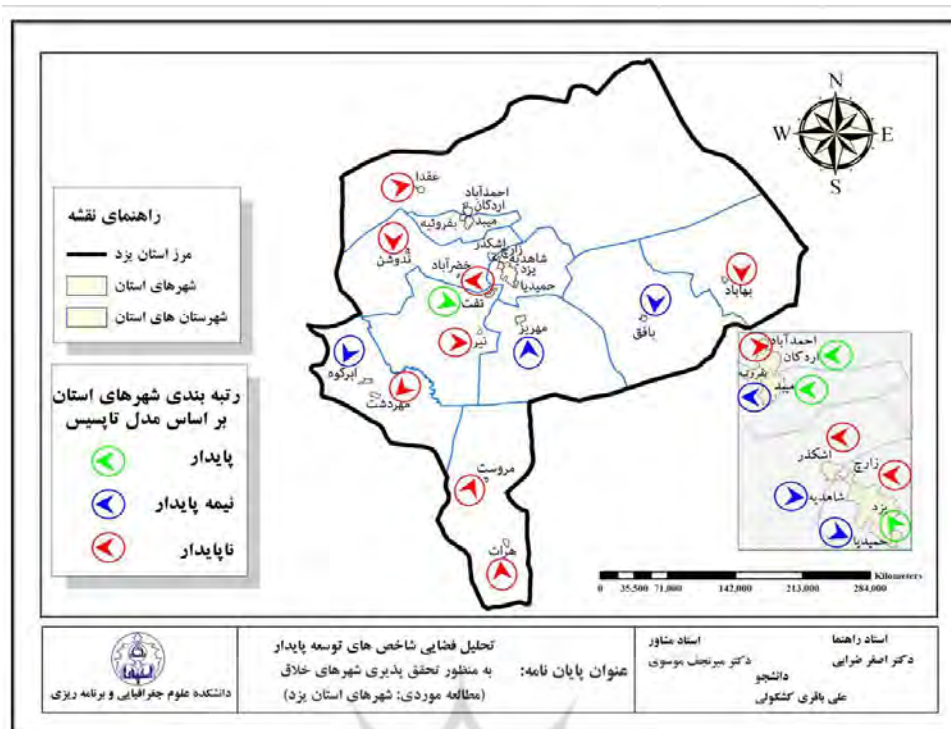 N
W
E
S
راهنمای نقشه
مرز استان یزد
شهرهای استان
شهرستان های استان
رتبه بندی شهرهای استان
بر اساس مدل تاپسیس
پایدار
نیمه پایدار
ناپایدار
عقدا
احمدآباد
اردکان
میبد
بفروئیه
ندوشن
زارچ
اشکذر
شاهدیه
خضرآباد
یزد
حمیدیا
تفت
نیر
مهریز
بافق
بهاباد
ابرکوه
مهردشت
مروست
هرات
احمدآباد
اردکان
بفروئیه
میبد
اشکذر
زارچ
شاهدیه
یزد
حمیدیا
Kilometers
0 35,500 71,000 142,000 213,000 284,000
استاد راهنما
دکتر اصغر ضرابی
استاد مشاور
دکتر میرنجف موسوی
دانشجو
علی باقری کشکولی
عنوان پایان نامه:
تحلیل فضایی شاخص های توسعه پایدار
به منظور تحقق پذیری شهرهای خلاق
(مطالعه موردی: شهرهای استان یزد)
دانشکده علوم جغرافیایی و برنامه ریزی